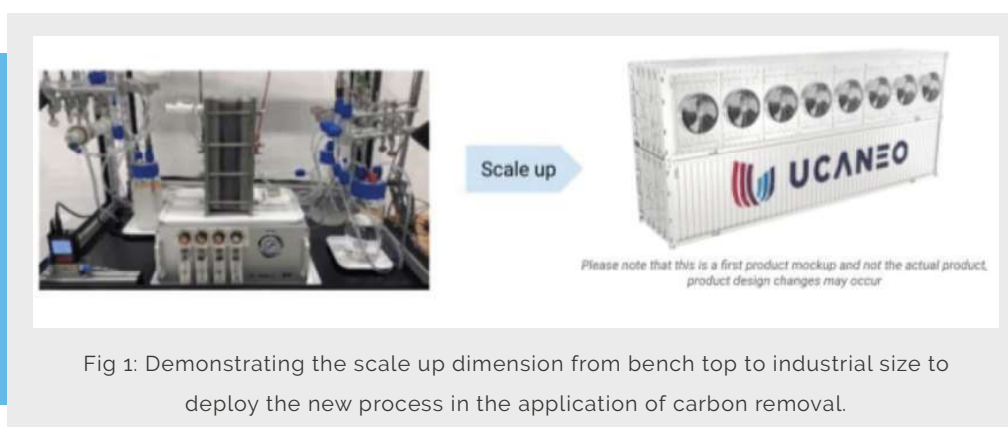 Scale up
UCANEO
Please note that this is a first product mockup and not the actual product,
product design changes may occur
Fig 1: Demonstrating the scale up dimension from bench top to industrial size to
deploy the new process in the application of carbon removal.